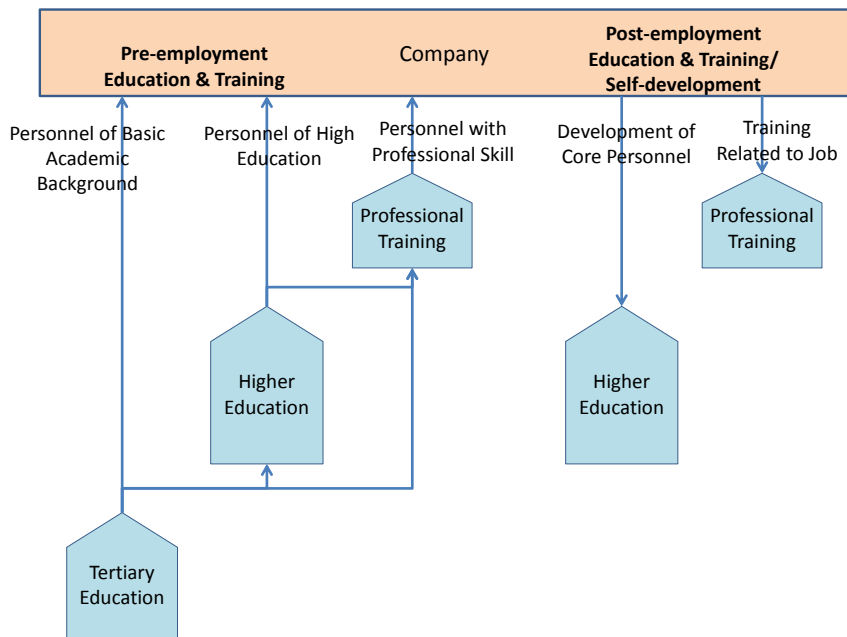 Pre-employment
Education & Training
Company
Post-employment
Education & Training/
Self-development
Personnel of Basic
Academic
Background
Personnel of High
Education
Personnel with
Professional Skill
Development of
Core Personnel
Training
Related to Job
Professional
Training
Professional
Training
Higher
Education
Higher
Education
Tertiary
Education